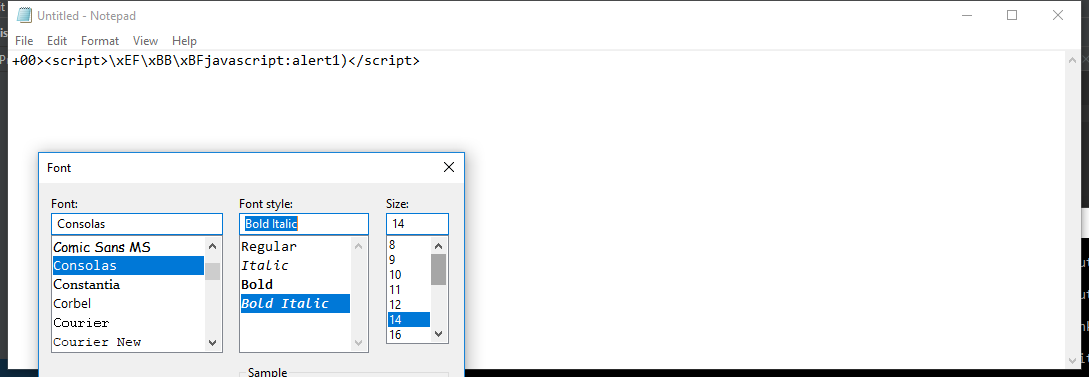 Untitled - Notepad
File Edit Format View Help
+00><script>\xEF\xBB\xBFjavascript:alert1)</script>
Font
Font: Font style: Size:
Consolas Bold Italic 14
Comic Sans MS Regular 8
Consolas Italic 9
Constantia Bold 10
Corbel Bold Italic 11
Courier 12
Courier New 14
16
Sample